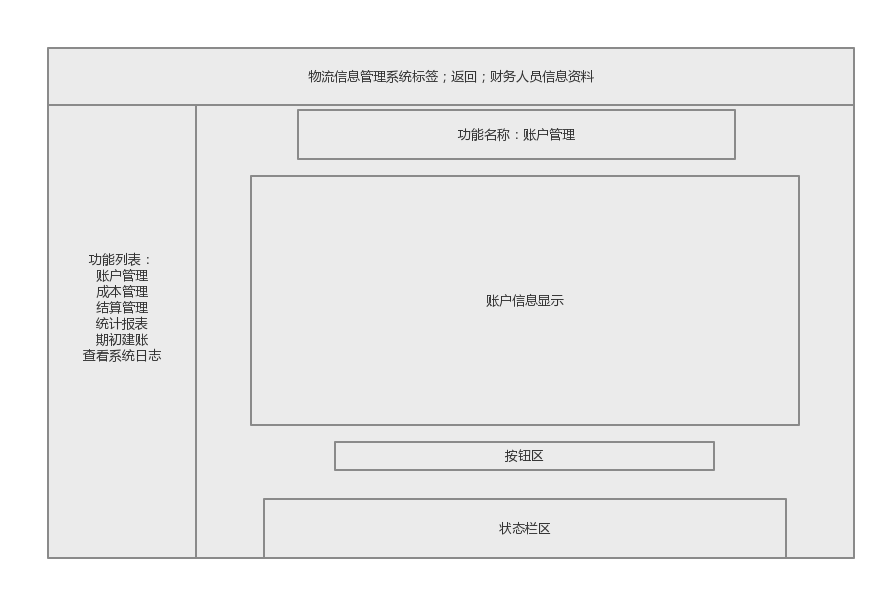 物流信息管理系统标签；返回；财务人员信息资料
功能名称：账户管理
功能列表：
账户管理
成本管理
结算管理
统计报表
期初建账
查看系统日志
账户信息显示
按钮区
状态栏区